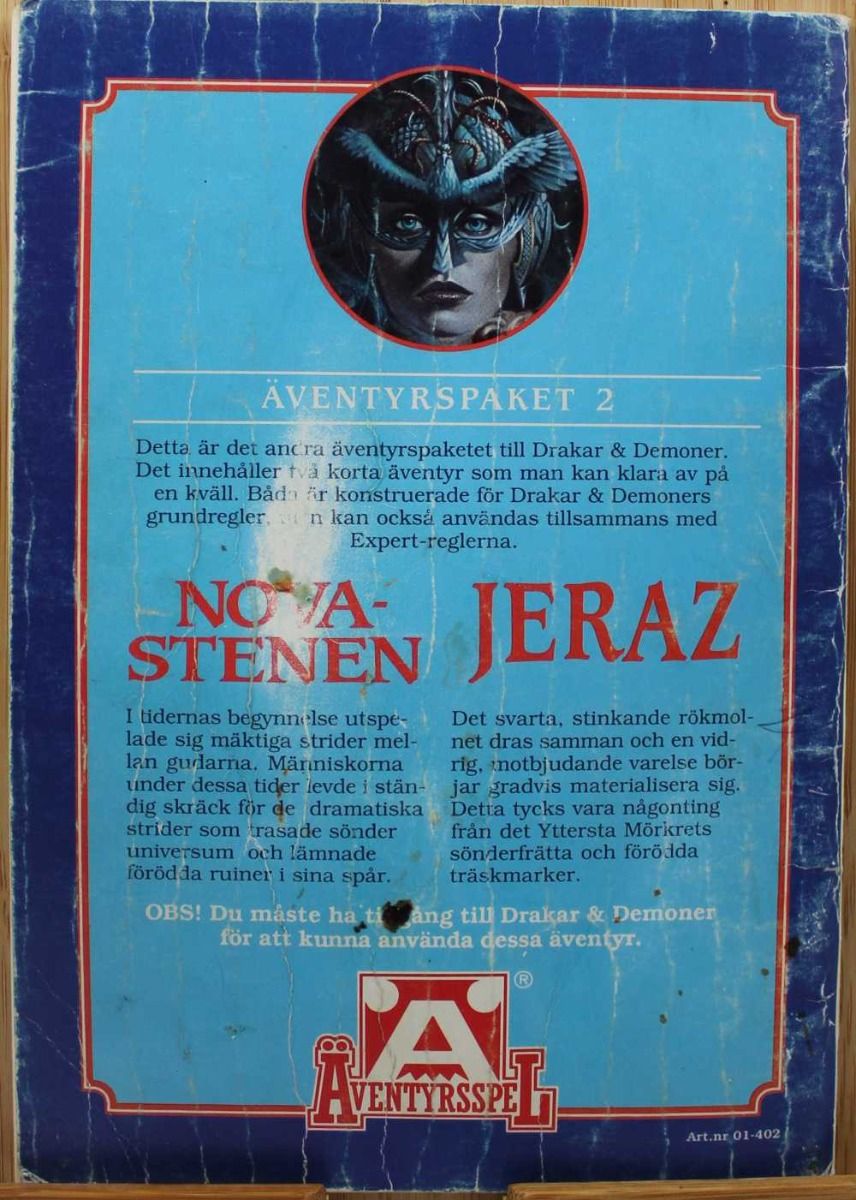 ÄVENTYRSPAKET 2
Detta är det andra äventyrspaketet till Drakar & Demoner.
Det innehåller två korta äventyr som man kan klara av på
en kväll. Båda är konstruerade för Drakar & Demoners
grundregler, men kan också användas tillsammans med
Expert-reglerna.
NOVA-
STENEN
I tidernas begynnelse utspe-
lade sig mäktiga strider mel-
lan gudarna. Människorna
under dessa tider levde i stän-
dig skräck för de dramatiska
strider som trasade sönder
universum och lämnade
förödda ruiner i sina spår.
JERAZ
Det svarta, stinkande rökmol-
net dras samman och en vid-
rig, motbjudande varelse bör-
jar gradvis materialisera sig.
Detta tycks vara någonting
från det Yttersta Mörkrets
sönderfrätta och förödda
träskmarker.
OBS! Du måste ha tillgång till Drakar & Demoner
för att kunna använda dessa äventyr.
Ä
®
ÄVENTYRSSPEL
Art.nr 01-402